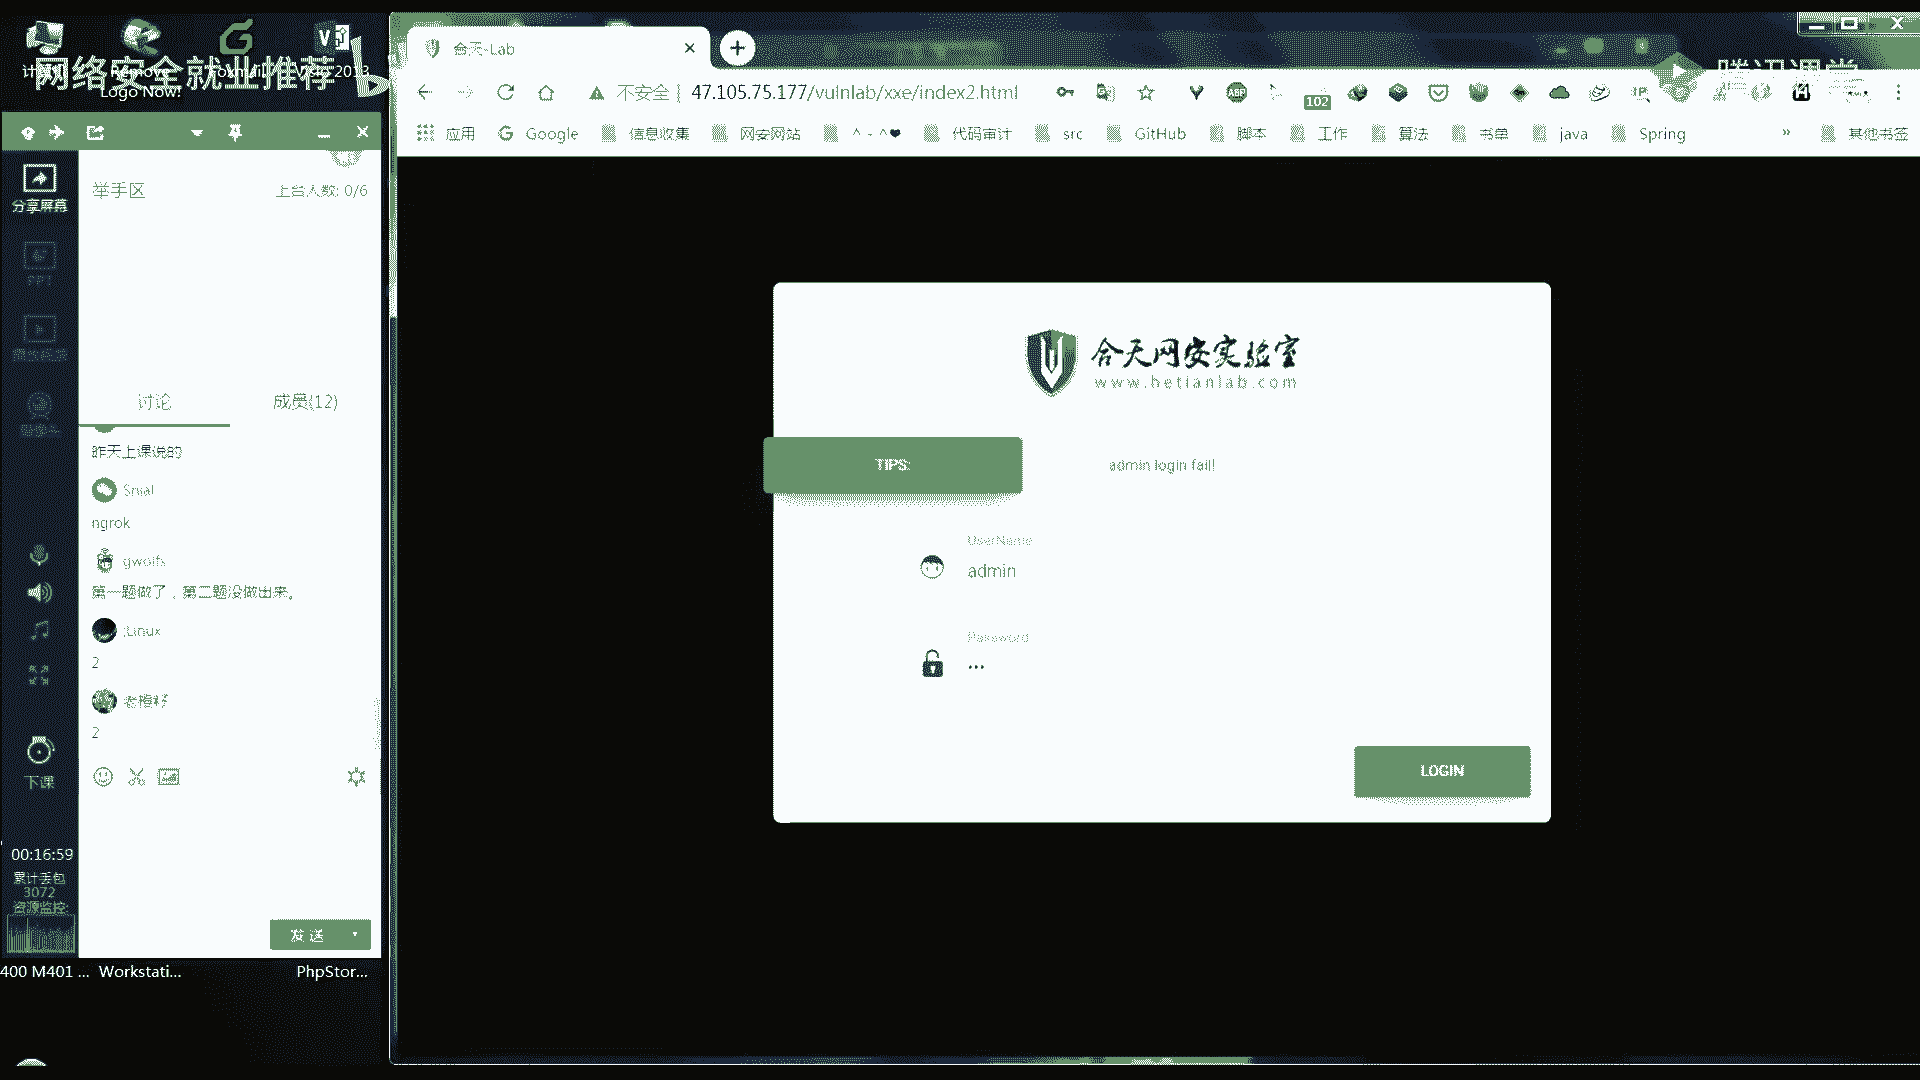 网络安全就业推荐
Logo Now!
举手区
上台人数: 0/6
分享屏幕
PPT
讨论
成员(12)
昨天上课说的
Snial
ngrok
gwolfs
第一题做了，第二题没做出来。
;Linux
2
2
下课
00:16:59
累计丢包
3072
资源监控:
发送
400 M401 ...
Workstati...
PhpStor...
合天-Lab
不安全
47.105.75.177/vulnlab/xxe/index2.html
ABP
102
应用
Google
信息收集
网安网站
^ - ^❤
代码审计
src
GitHub
脚本
工作
算法
书单
java
Spring
»
其他书签
腾讯课堂
合天网安实验室
www.hetianlab.com
TIPS:
admin login fail!
UserName
admin
Password
•••
LOGIN